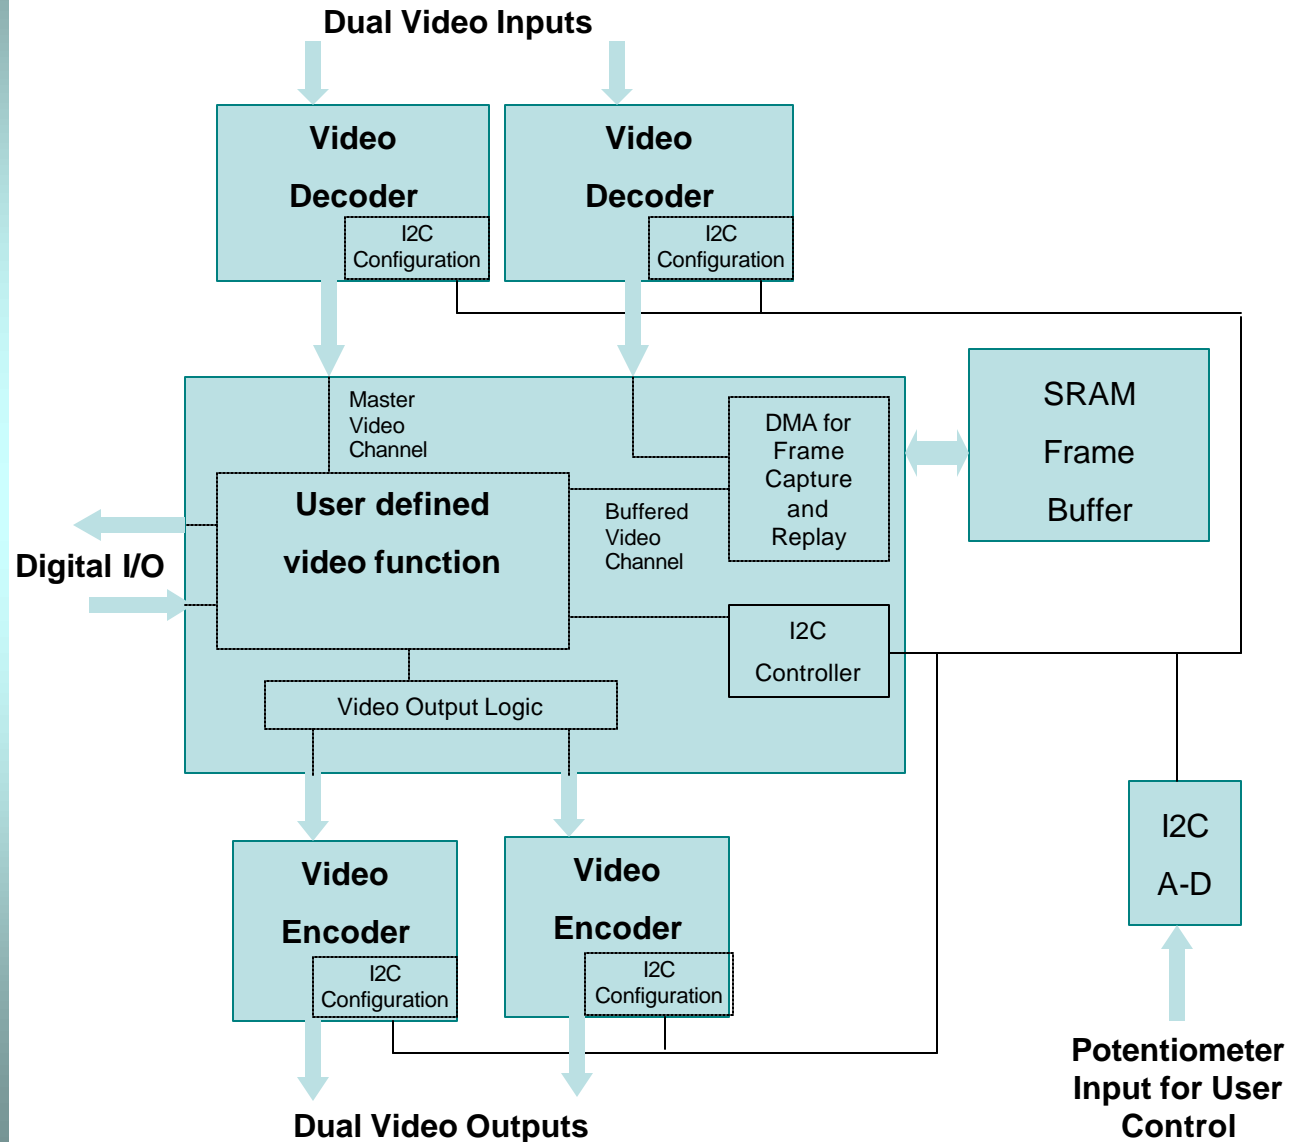 Dual Video Inputs
Video
Decoder
I2C
Configuration
Video
Decoder
I2C
Configuration
Master
Video
Channel
DMA for
Frame
Capture
and
Replay
SRAM
Frame
Buffer
User defined
video function
Buffered
Video
Channel
Digital I/O
I2C
Controller
Video Output Logic
Video
Encoder
I2C
Configuration
Video
Encoder
I2C
Configuration
I2C
A-D
Potentiometer
Input for User
Control
Dual Video Outputs